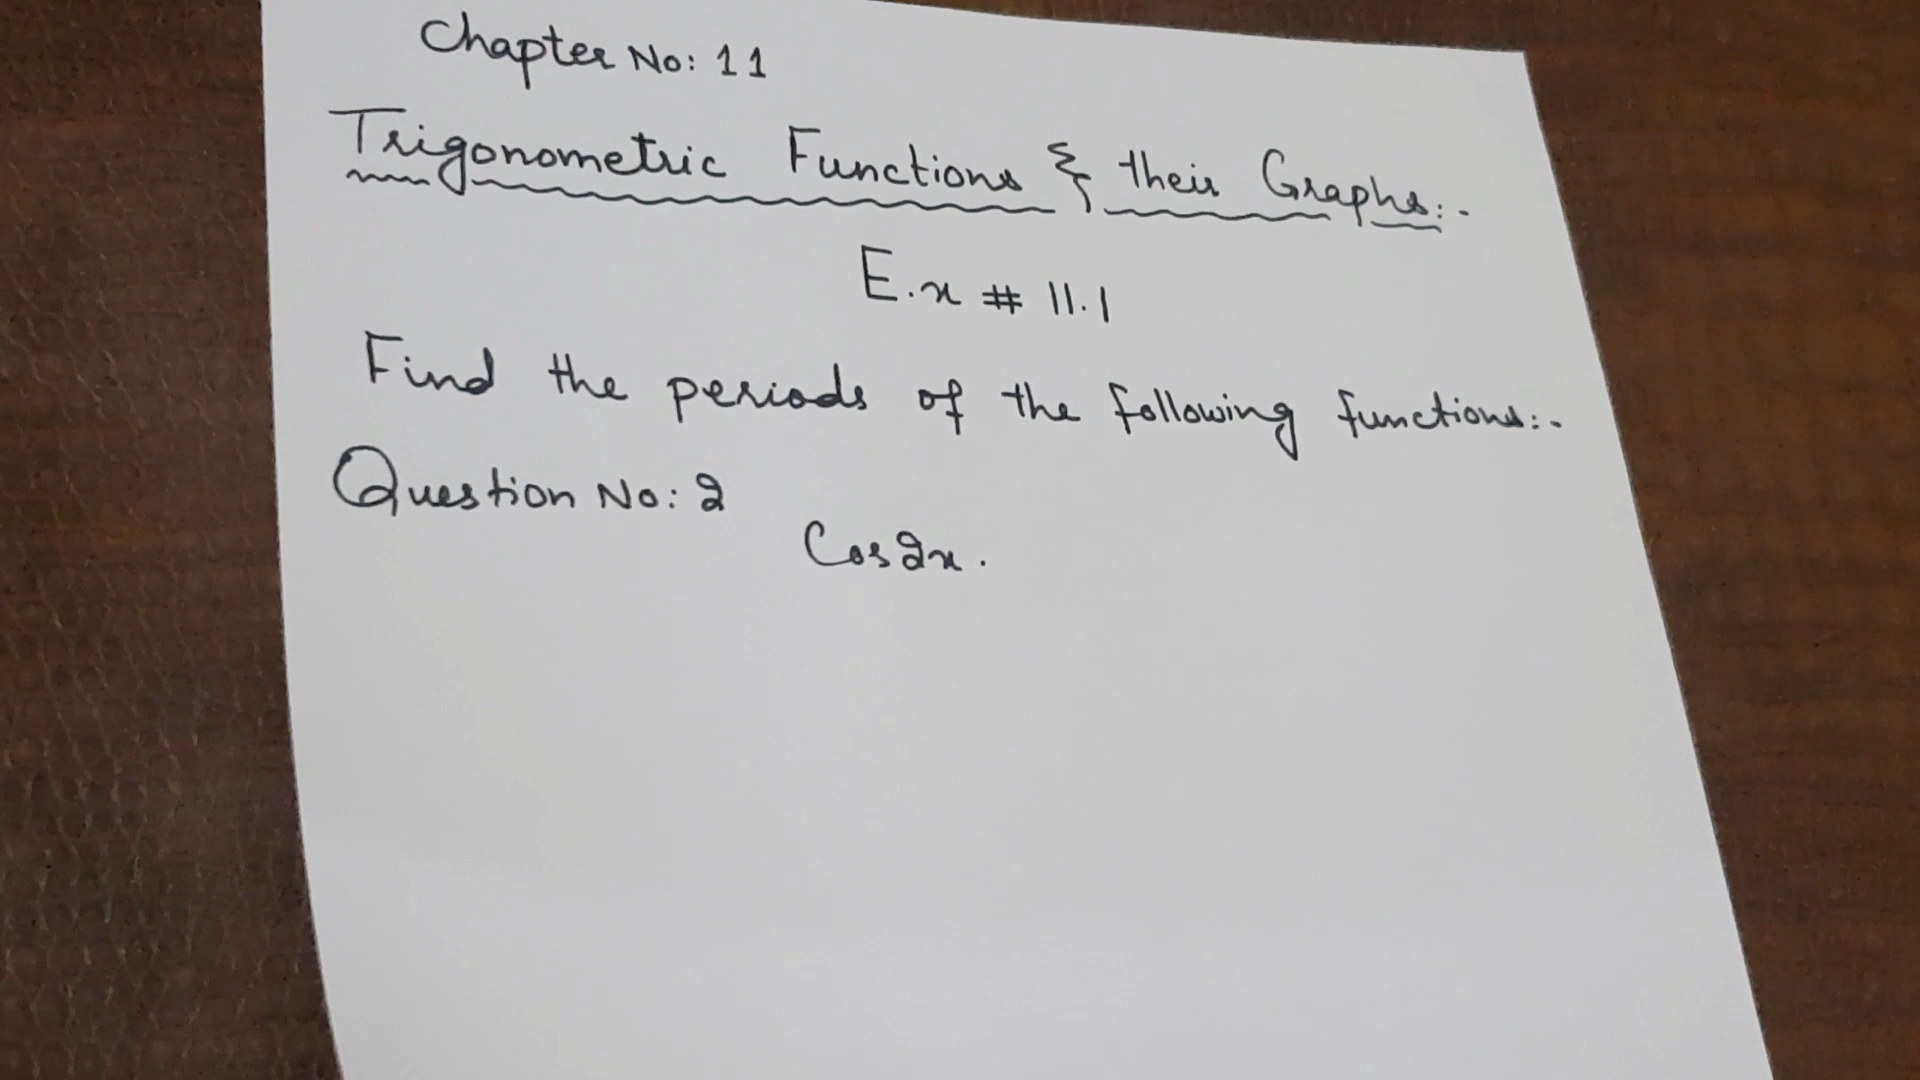 Chapter No: 11
Trigonometric Functions & their Graphs:-
E.x # 11.1
Find the periods of the following functions:-
Question No: 2
Cos2x.